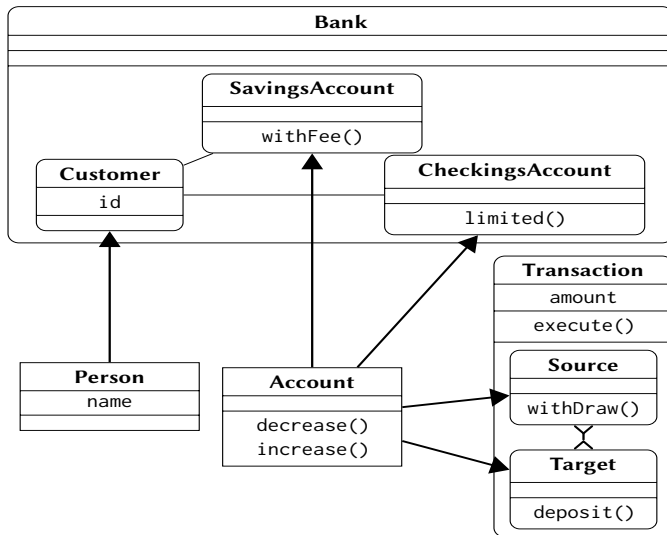 Bank
SavingsAccount
withFee()
Customer
id
CheckingsAccount
limited()
Transaction
amount
execute()
Person
name
Account
decrease()
increase()
Source
withDraw()
Target
deposit()